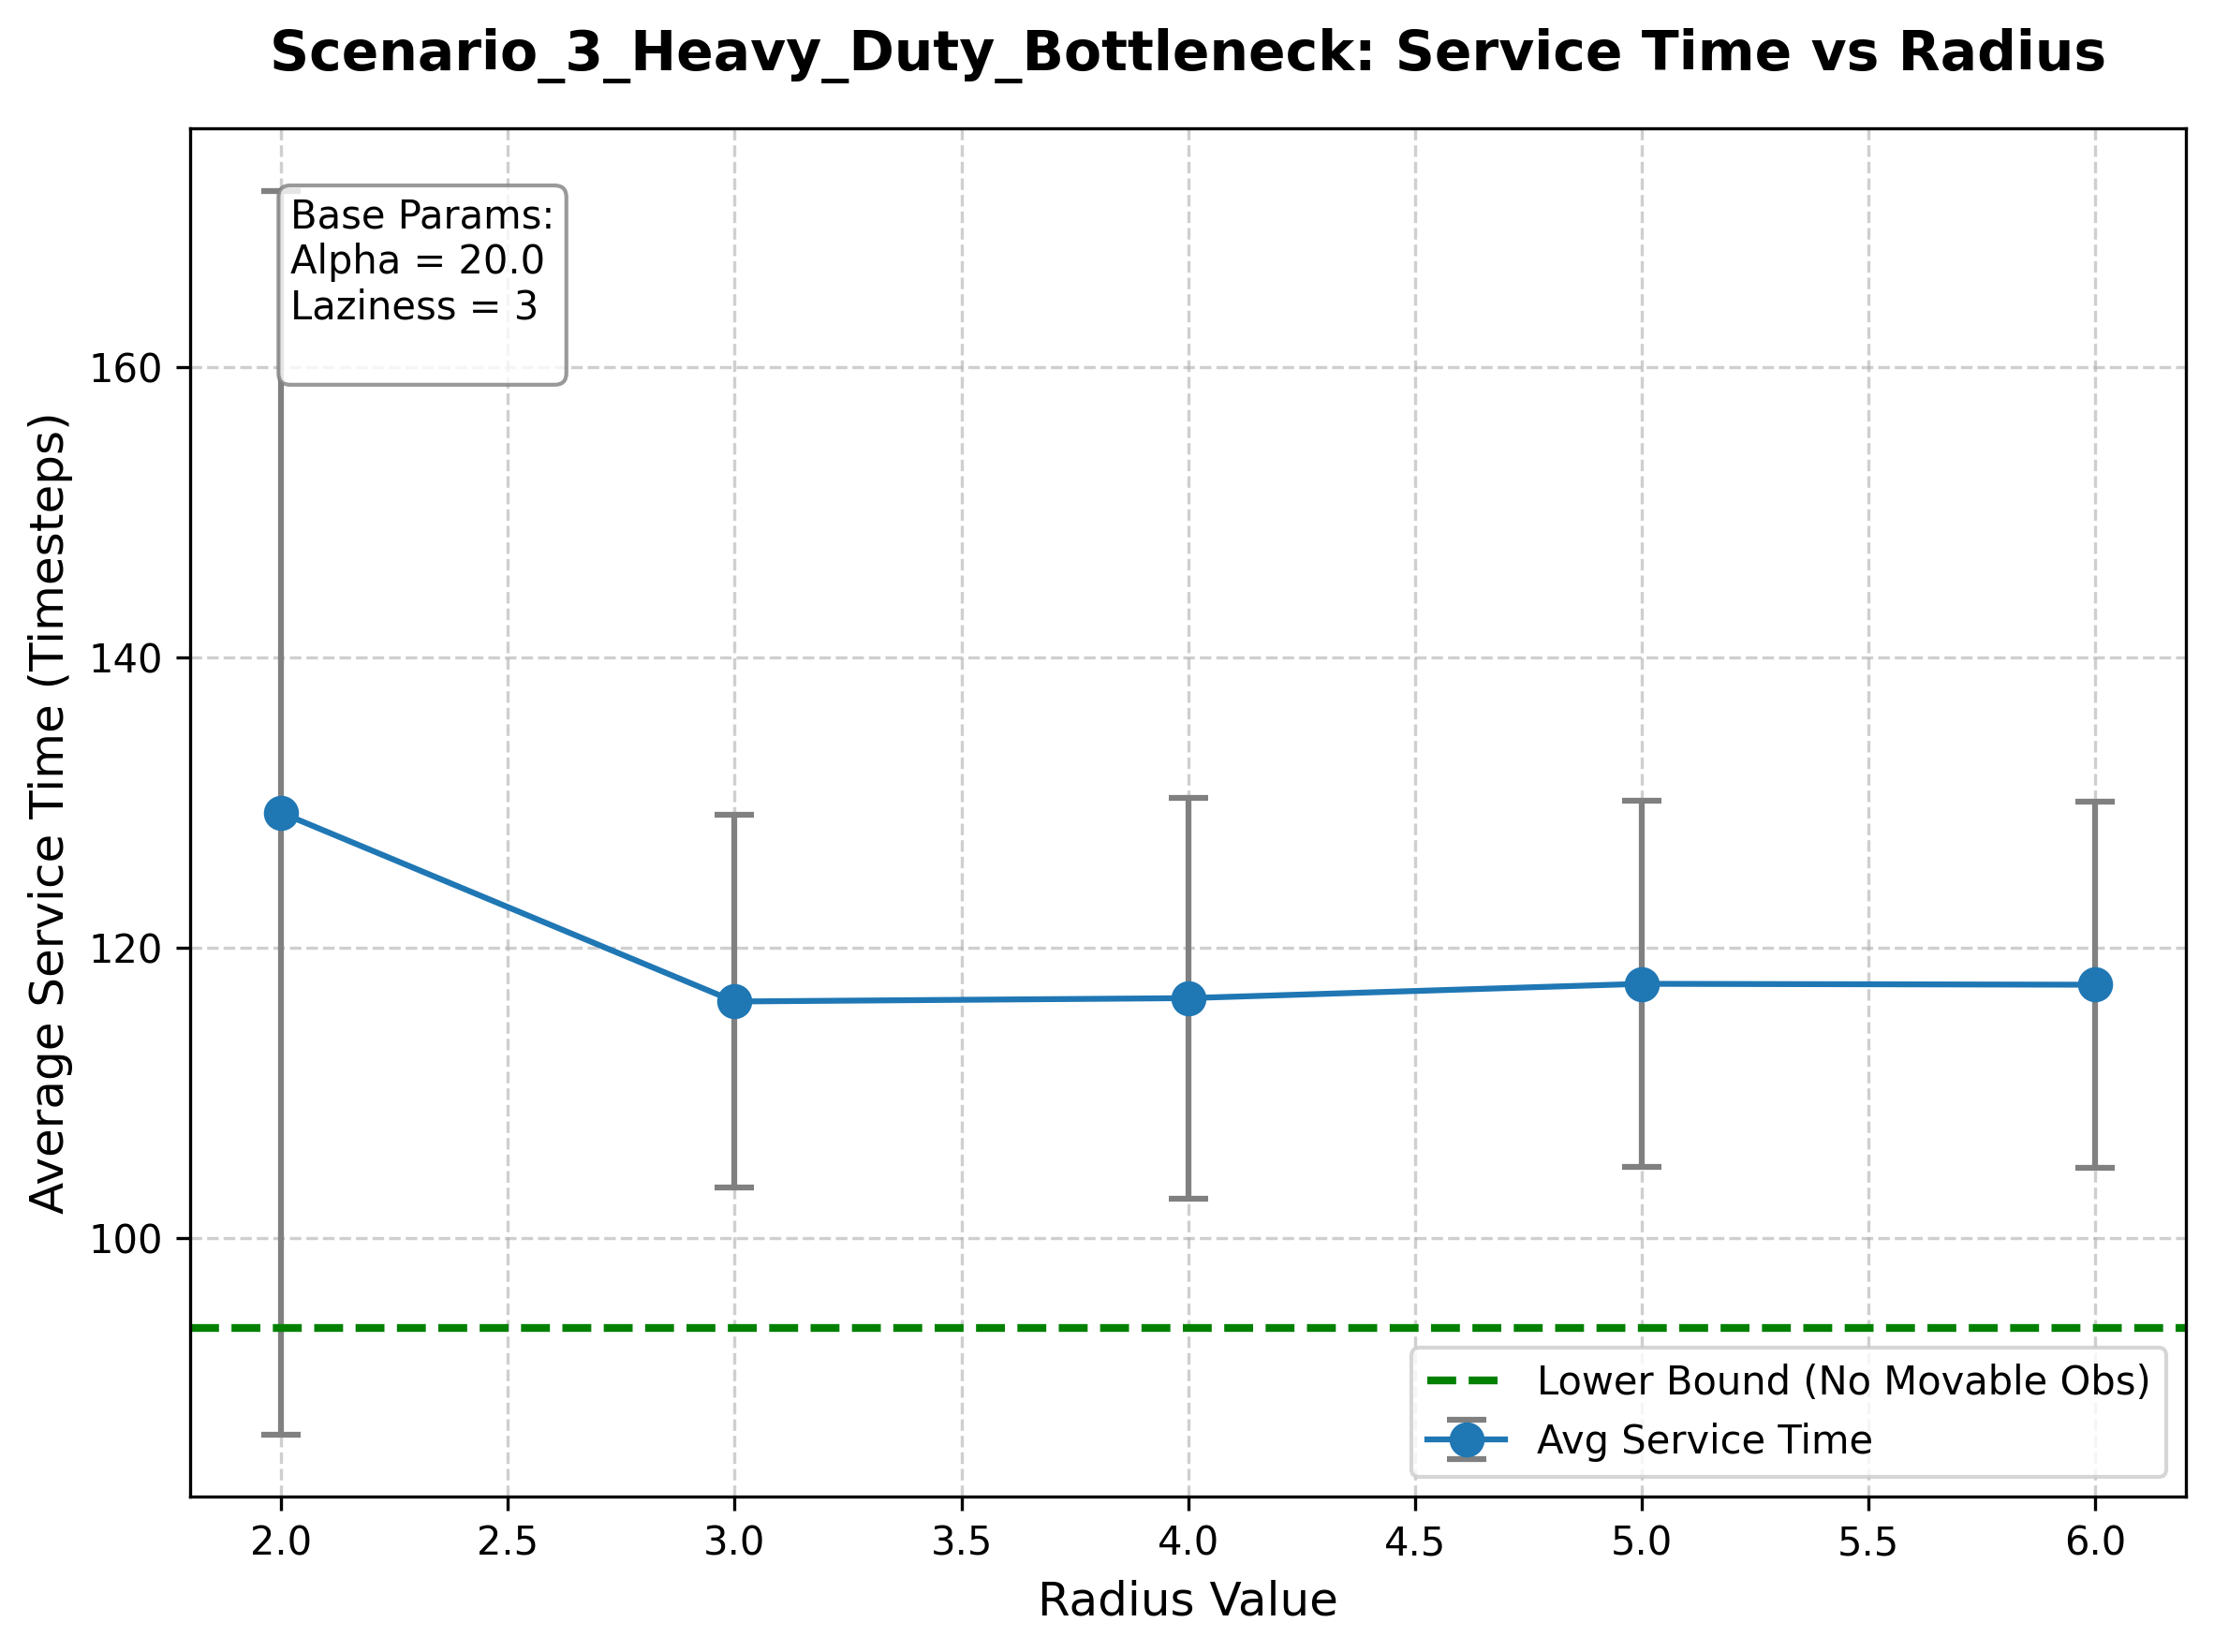 Scenario_3_Heavy_Duty_Bottleneck: Service Time vs Radius
Base Params:
Alpha = 20.0
Laziness = 3
Average Service Time (Timesteps)
160
140
120
100
Lower Bound (No Movable Obs)
Avg Service Time
2.0 2.5 3.0 3.5 4.0 4.5 5.0 5.5 6.0
Radius Value